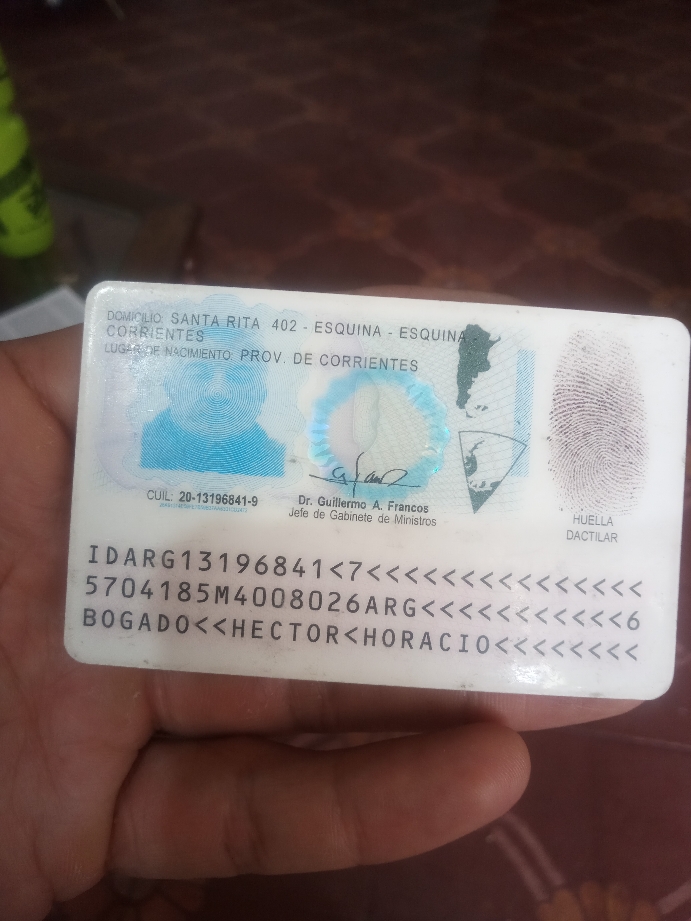 DOMICILIO: SANTA RITA 402 - ESQUINA - ESQUINA -
CORRIENTES
LUGAR DE NACIMIENTO: PROV. DE CORRIENTES
CUIL: 20-13196841-9
Dr. Guillermo A. Francos
Jefe de Gabinete de Ministros
HUELLA
DACTILAR
IDARG13196841<7<<<<<<<<<<<<<<<
5704185M4008026ARG<<<<<<<<<<<6
BOGADO<<HECTOR<HORACIO<<<<<<<<